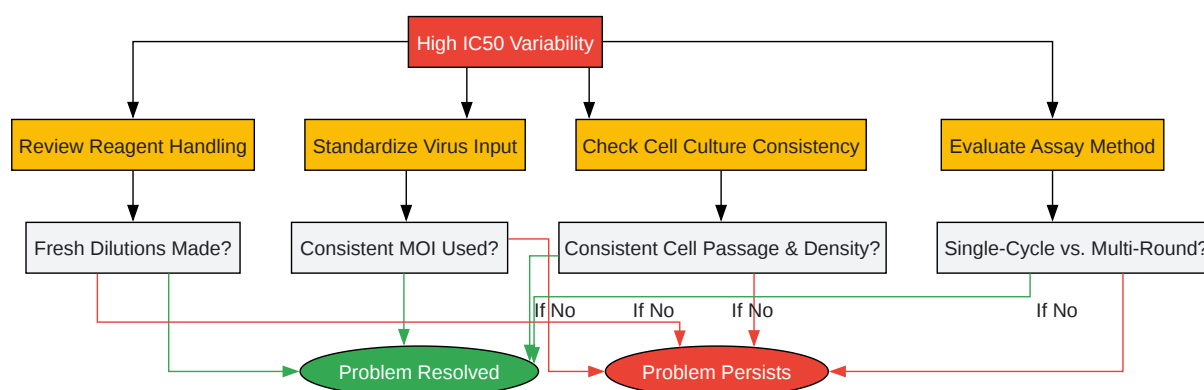 High IC50 Variability
Review Reagent Handling
Standardize Virus Input
Check Cell Culture Consistency
Evaluate Assay Method
Fresh Dilutions Made?
Consistent MOI Used?
Consistent Cell Passage & Density?
Single-Cycle vs. Multi-Round?
If No
If No
If No
If No
Problem Resolved
Problem Persists